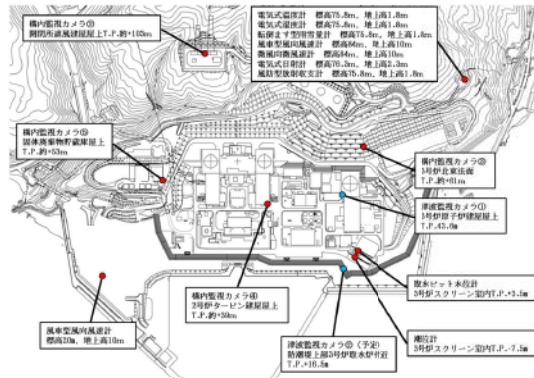 構内監視カメラ③
開閉所遠風建屋屋上T.P.約+103m
電気式温度計　標高75.8m、地上高1.8m
電気式湿度計　標高75.8m、地上高1.8m
転倒ます型雨雪量計　標高75.8m、地上高1.8m
風車型風向風速計　標高84m、地上高10m
微風向微風速計　標高84m、地上高10m
電気式日射計　標高76.3m、地上高2.3m
風防型放射収支計　標高75.8m、地上高1.8m
構内監視カメラ⑤
固体廃棄物貯蔵庫屋上
T.P.約+53m
構内監視カメラ②
3号炉北東法面
T.P.約+81m
津波監視カメラ①
3号炉原子炉建屋屋上
T.P.43.0m
構内監視カメラ④
2号炉タービン建屋屋上
T.P.+39m
取水ピット水位計
3号炉スクリーン室内T.P.+3.5m
風車型風向風速計
標高20m、地上高10m
津波監視カメラ②（予定）
防潮堤上部3号炉取水炉付近
T.P.+16.5m
潮位計
3号炉スクリーン室内T.P.-7.5m